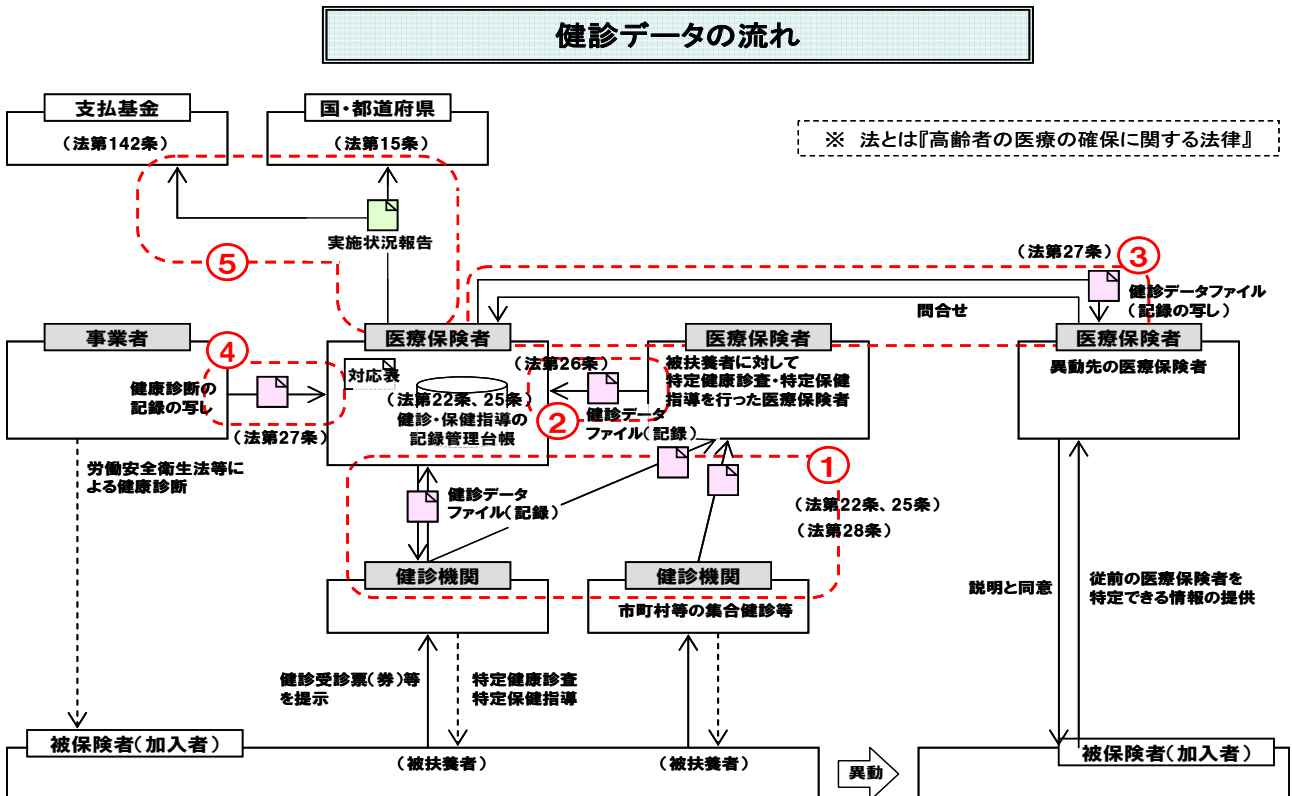 健診データの流れ
支払基金
(法第142条)
国・都道府県
(法第15条)
※ 法とは『高齢者の医療の確保に関する法律』
実施状況報告
⑤
(法第27条)
③
健診データファイル
(記録の写し)
問合せ
事業者
④
健康診断の
記録の写し
(法第27条)
医療保険者
対応表
(法第22条、25条)
健診・保健指導の
記録管理台帳
(法第26条)
②
健診データ
ファイル(記録)
医療保険者
被扶養者に対して
特定健康診査・特定保健
指導を行った医療保険者
医療保険者
異動先の医療保険者
労働安全衛生法等に
よる健康診断
健診データ
ファイル(記録)
①
(法第22条、25条)
(法第28条)
健診機関
健診機関
市町村等の集合健診等
説明と同意
従前の医療保険者を
特定できる情報の提供
健診受診票(券)等
を提示
特定健康診査
特定保健指導
被保険者(加入者)
(被扶養者)
(被扶養者)
異動
被保険者(加入者)